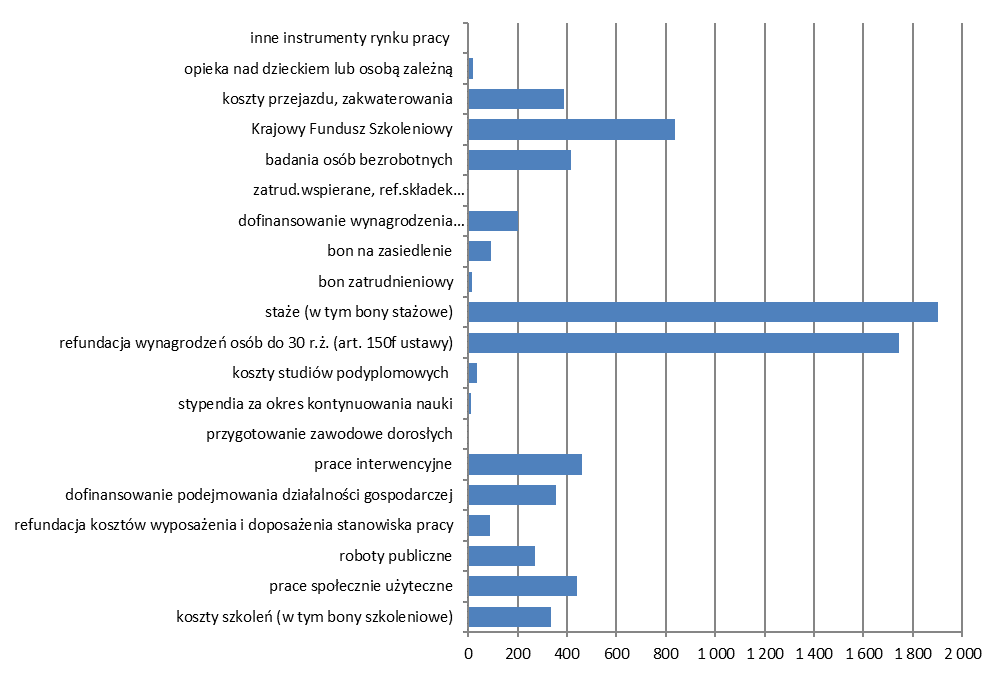 inne instrumenty rynku pracy
opieka nad dzieckiem lub osobą zależną
koszty przejazdu, zakwaterowania
Krajowy Fundusz Szkoleniowy
badania osób bezrobotnych
zatrud.wspierane, ref.składek...
dofinansowanie wynagrodzenia...
bon na zasiedlenie
bon zatrudnieniowy
staże (w tym bony stażowe)
refundacja wynagrodzeń osób do 30 r.ż. (art. 150f ustawy)
koszty studiów podyplomowych
stypendia za okres kontynuowania nauki
przygotowanie zawodowe dorosłych
prace interwencyjne
dofinansowanie podejmowania działalności gospodarczej
refundacja kosztów wyposażenia i doposażenia stanowiska pracy
roboty publiczne
prace społecznie użyteczne
koszty szkoleń (w tym bony szkoleniowe)
0 200 400 600 800 1 000 1 200 1 400 1 600 1 800 2 000